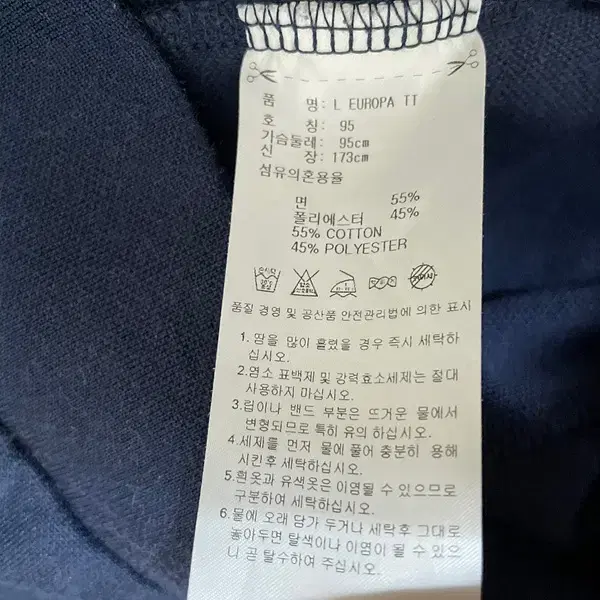 품 명: L EUROPA TT
호 칭: 95
가슴둘레: 95cm
신 장: 173cm
섬유의혼용율
면 55%
폴리에스터 45%
55% COTTON
45% POLYESTER
품질 경영 및 공산품 안전관리법에 의한 표시
1. 땀을 많이 흘렸을 경우 즉시 세탁하
십시오.
2.염소 표백제 및 강력효소세제는 절대
사용하지 마십시오.
3.립이나 밴드 부분은 뜨거운 물에서
변형되므로 특히 유의 하십시오.
4.세제를 먼저 물에 풀어 충분히 용해
시킨후 세탁하십시오.
5.흰옷과 유색옷은 이염될 수 있으므로
구분하여 세탁하십시오.
6.물에 오래 담가 두거나 세탁후 그대로
놓아두면 탈색이나 이염이 될 수 있으
니 곧 탈수하여 주십시오.